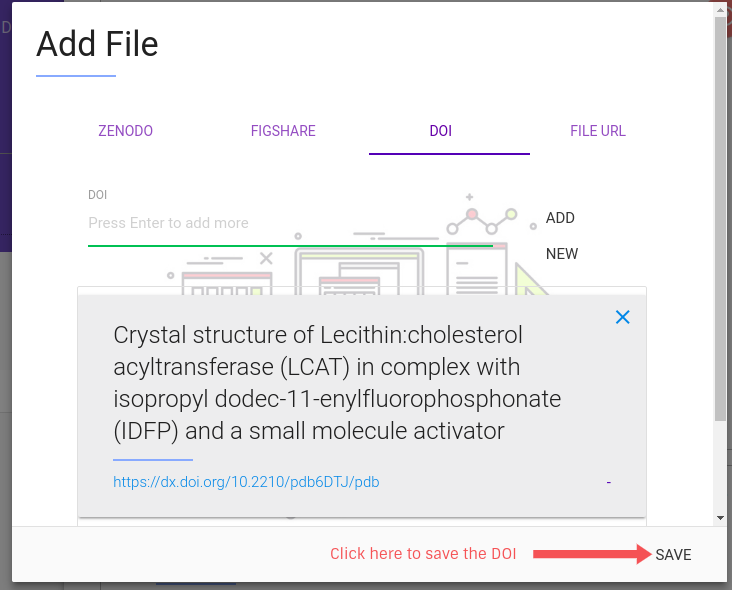 Add File
ZENODO
FIGSHARE
DOI
FILE URL
DOI
Press Enter to add more
ADD
NEW
Crystal structure of Lecithin:cholesterol
acyltransferase (LCAT) in complex with
isopropyl dodec-11-enylfluorophosphonate
(IDFP) and a small molecule activator
https://dx.doi.org/10.2210/pdb6DTJ/pdb
-
Click here to save the DOI
SAVE